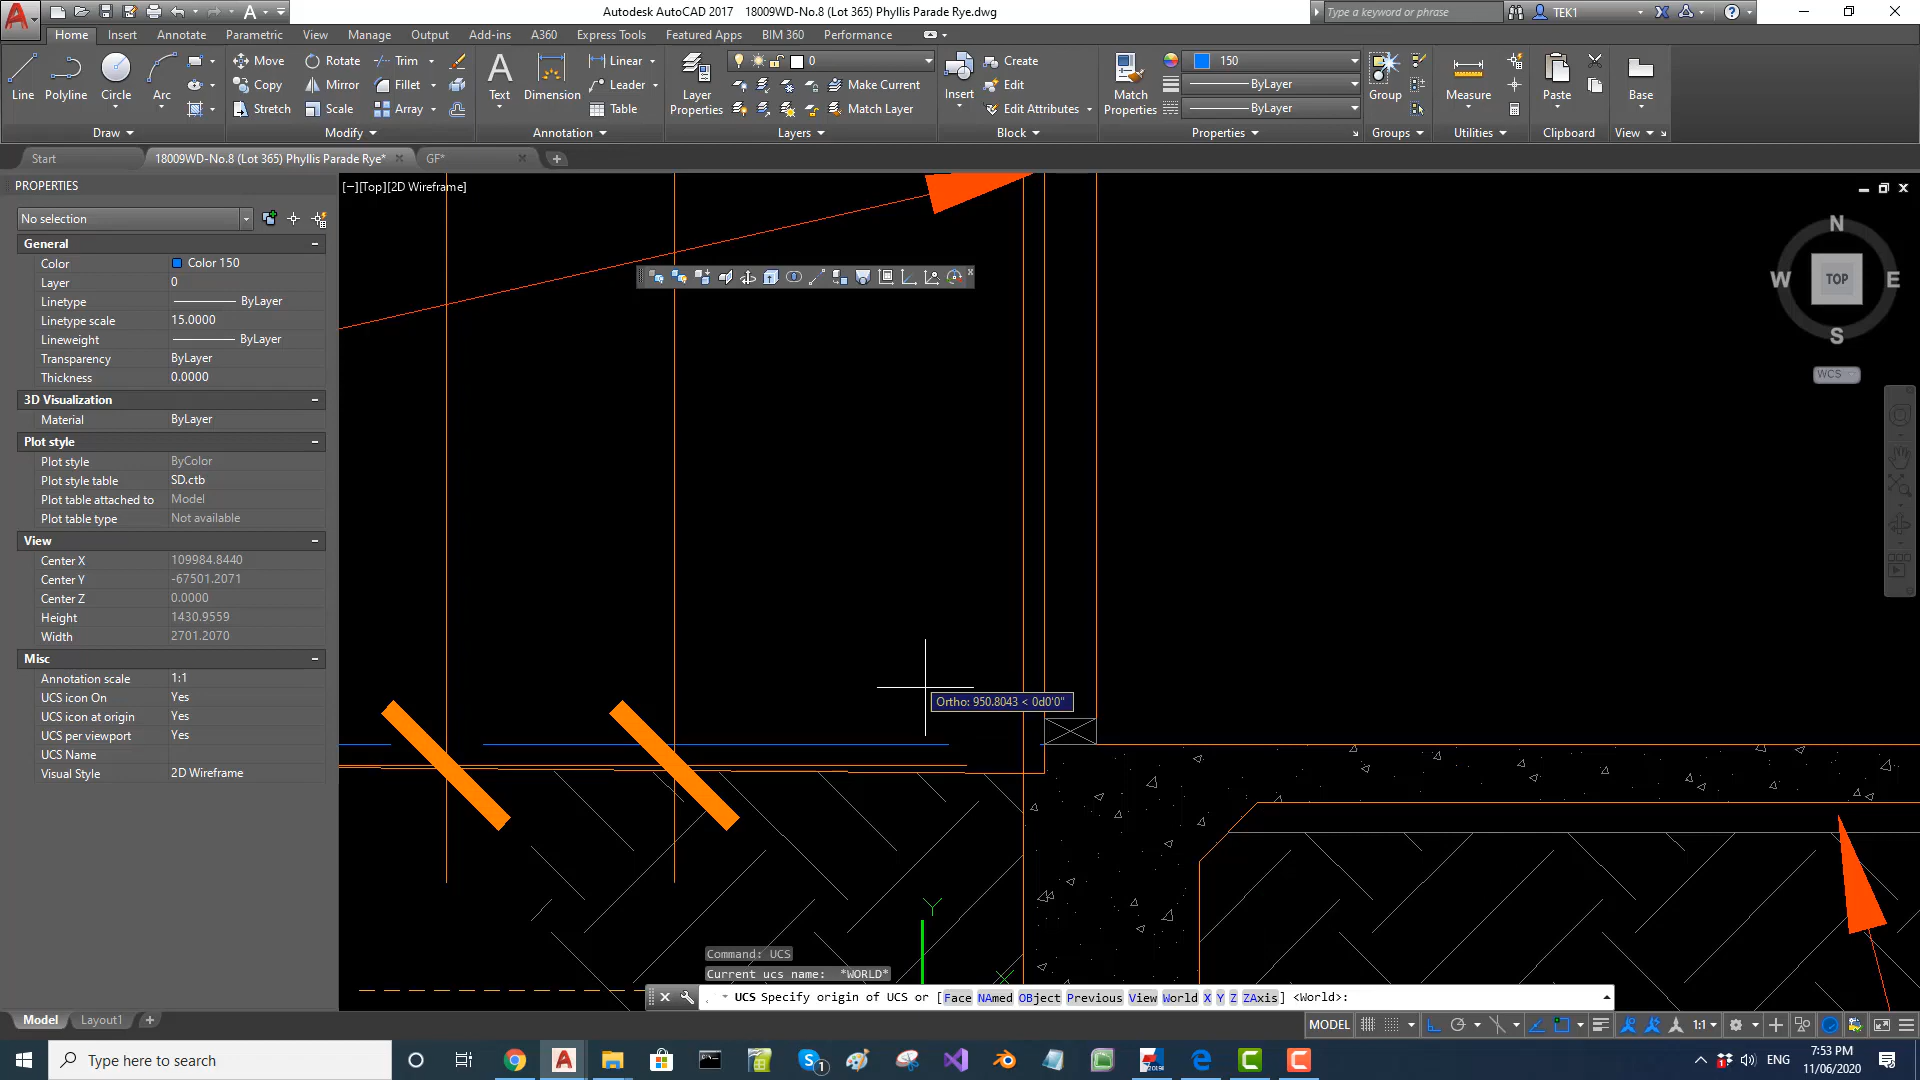 Autodesk AutoCAD 2017 18009WD-No.8 (Lot 365) Phyllis Parade Rye.dwg
Type a keyword or phrase
TEK1
Home Insert Annotate Parametric View Manage Output Add-ins A360 Express Tools Featured Apps BIM 360 Performance
Line Polyline Circle Arc
Move Rotate Trim
Copy Mirror Fillet
Stretch Scale Array
Text Dimension
Linear
Leader
Table
Layer Properties
0
Make Current
Match Layer
Insert
Create
Edit
Edit Attributes
Match Properties
150
ByLayer
ByLayer
Group Measure Paste Base
Draw Modify Annotation Layers Block Properties Groups Utilities Clipboard View
Start 18009WD-No.8 (Lot 365) Phyllis Parade Rye* GF*
PROPERTIES
[−][Top][2D Wireframe]
No selection
General
Color Color 150
Layer 0
Linetype ByLayer
Linetype scale 15.0000
Lineweight ByLayer
Transparency ByLayer
Thickness 0.0000
3D Visualization
Material ByLayer
Plot style
Plot style ByColor
Plot style table SD.ctb
Plot table attached to Model
Plot table type Not available
View
Center X 109984.8440
Center Y -67501.2071
Center Z 0.0000
Height 1430.9559
Width 2701.2070
Misc
Annotation scale 1:1
UCS icon On Yes
UCS icon at origin Yes
UCS per viewport Yes
UCS Name
Visual Style 2D Wireframe
N
W TOP E
S
WCS
Ortho: 950.8043 < 0d0'0"
Y
X
Command: UCS
Current ucs name: *WORLD*
UCS Specify origin of UCS or [Face NAmed OBject Previous View World X Y Z ZAxis] <World>:
Model Layout1
MODEL 1:1
Type here to search
ENG
7:53 PM
11/06/2020